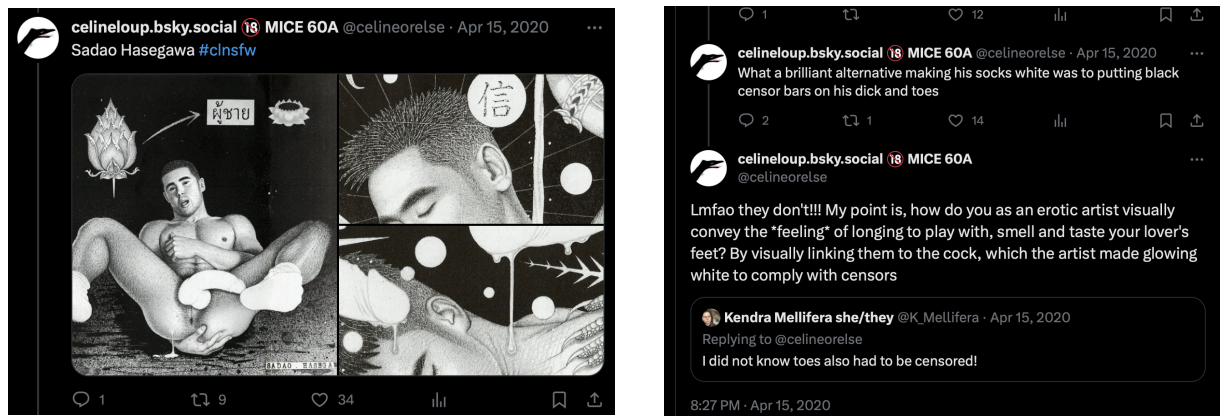 celineloup.bsky.social 🔞 MICE 60A @celineorelse · Apr 15, 2020
Sadao Hasegawa #clnsfw
ผู้ชาย
信
SADAO . HASEGA
1
9
34
1
12
celineloup.bsky.social 🔞 MICE 60A @celineorelse · Apr 15, 2020
What a brilliant alternative making his socks white was to putting black
censor bars on his dick and toes
2
1
14
celineloup.bsky.social 🔞 MICE 60A
@celineorelse
Lmfao they don't!!! My point is, how do you as an erotic artist visually
convey the *feeling* of longing to play with, smell and taste your lover's
feet? By visually linking them to the cock, which the artist made glowing
white to comply with censors
Kendra Mellifera she/they @K_Mellifera · Apr 15, 2020
Replying to @celineorelse
I did not know toes also had to be censored!
8:27 PM · Apr 15, 2020